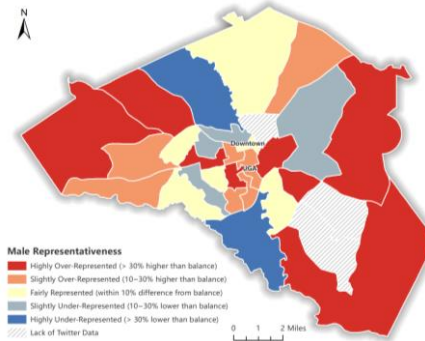 N
Downtown
UGA
Male Representativeness
Highly Over-Represented (> 30% higher than balance)
Slightly Over-Represented (10~30% higher than balance)
Fairly Represented (within 10% difference from balance)
Slightly Under-Represented (10~30% lower than balance)
Highly Under-Represented (> 30% lower than balance)
Lack of Twitter Data
0 1 2 Miles